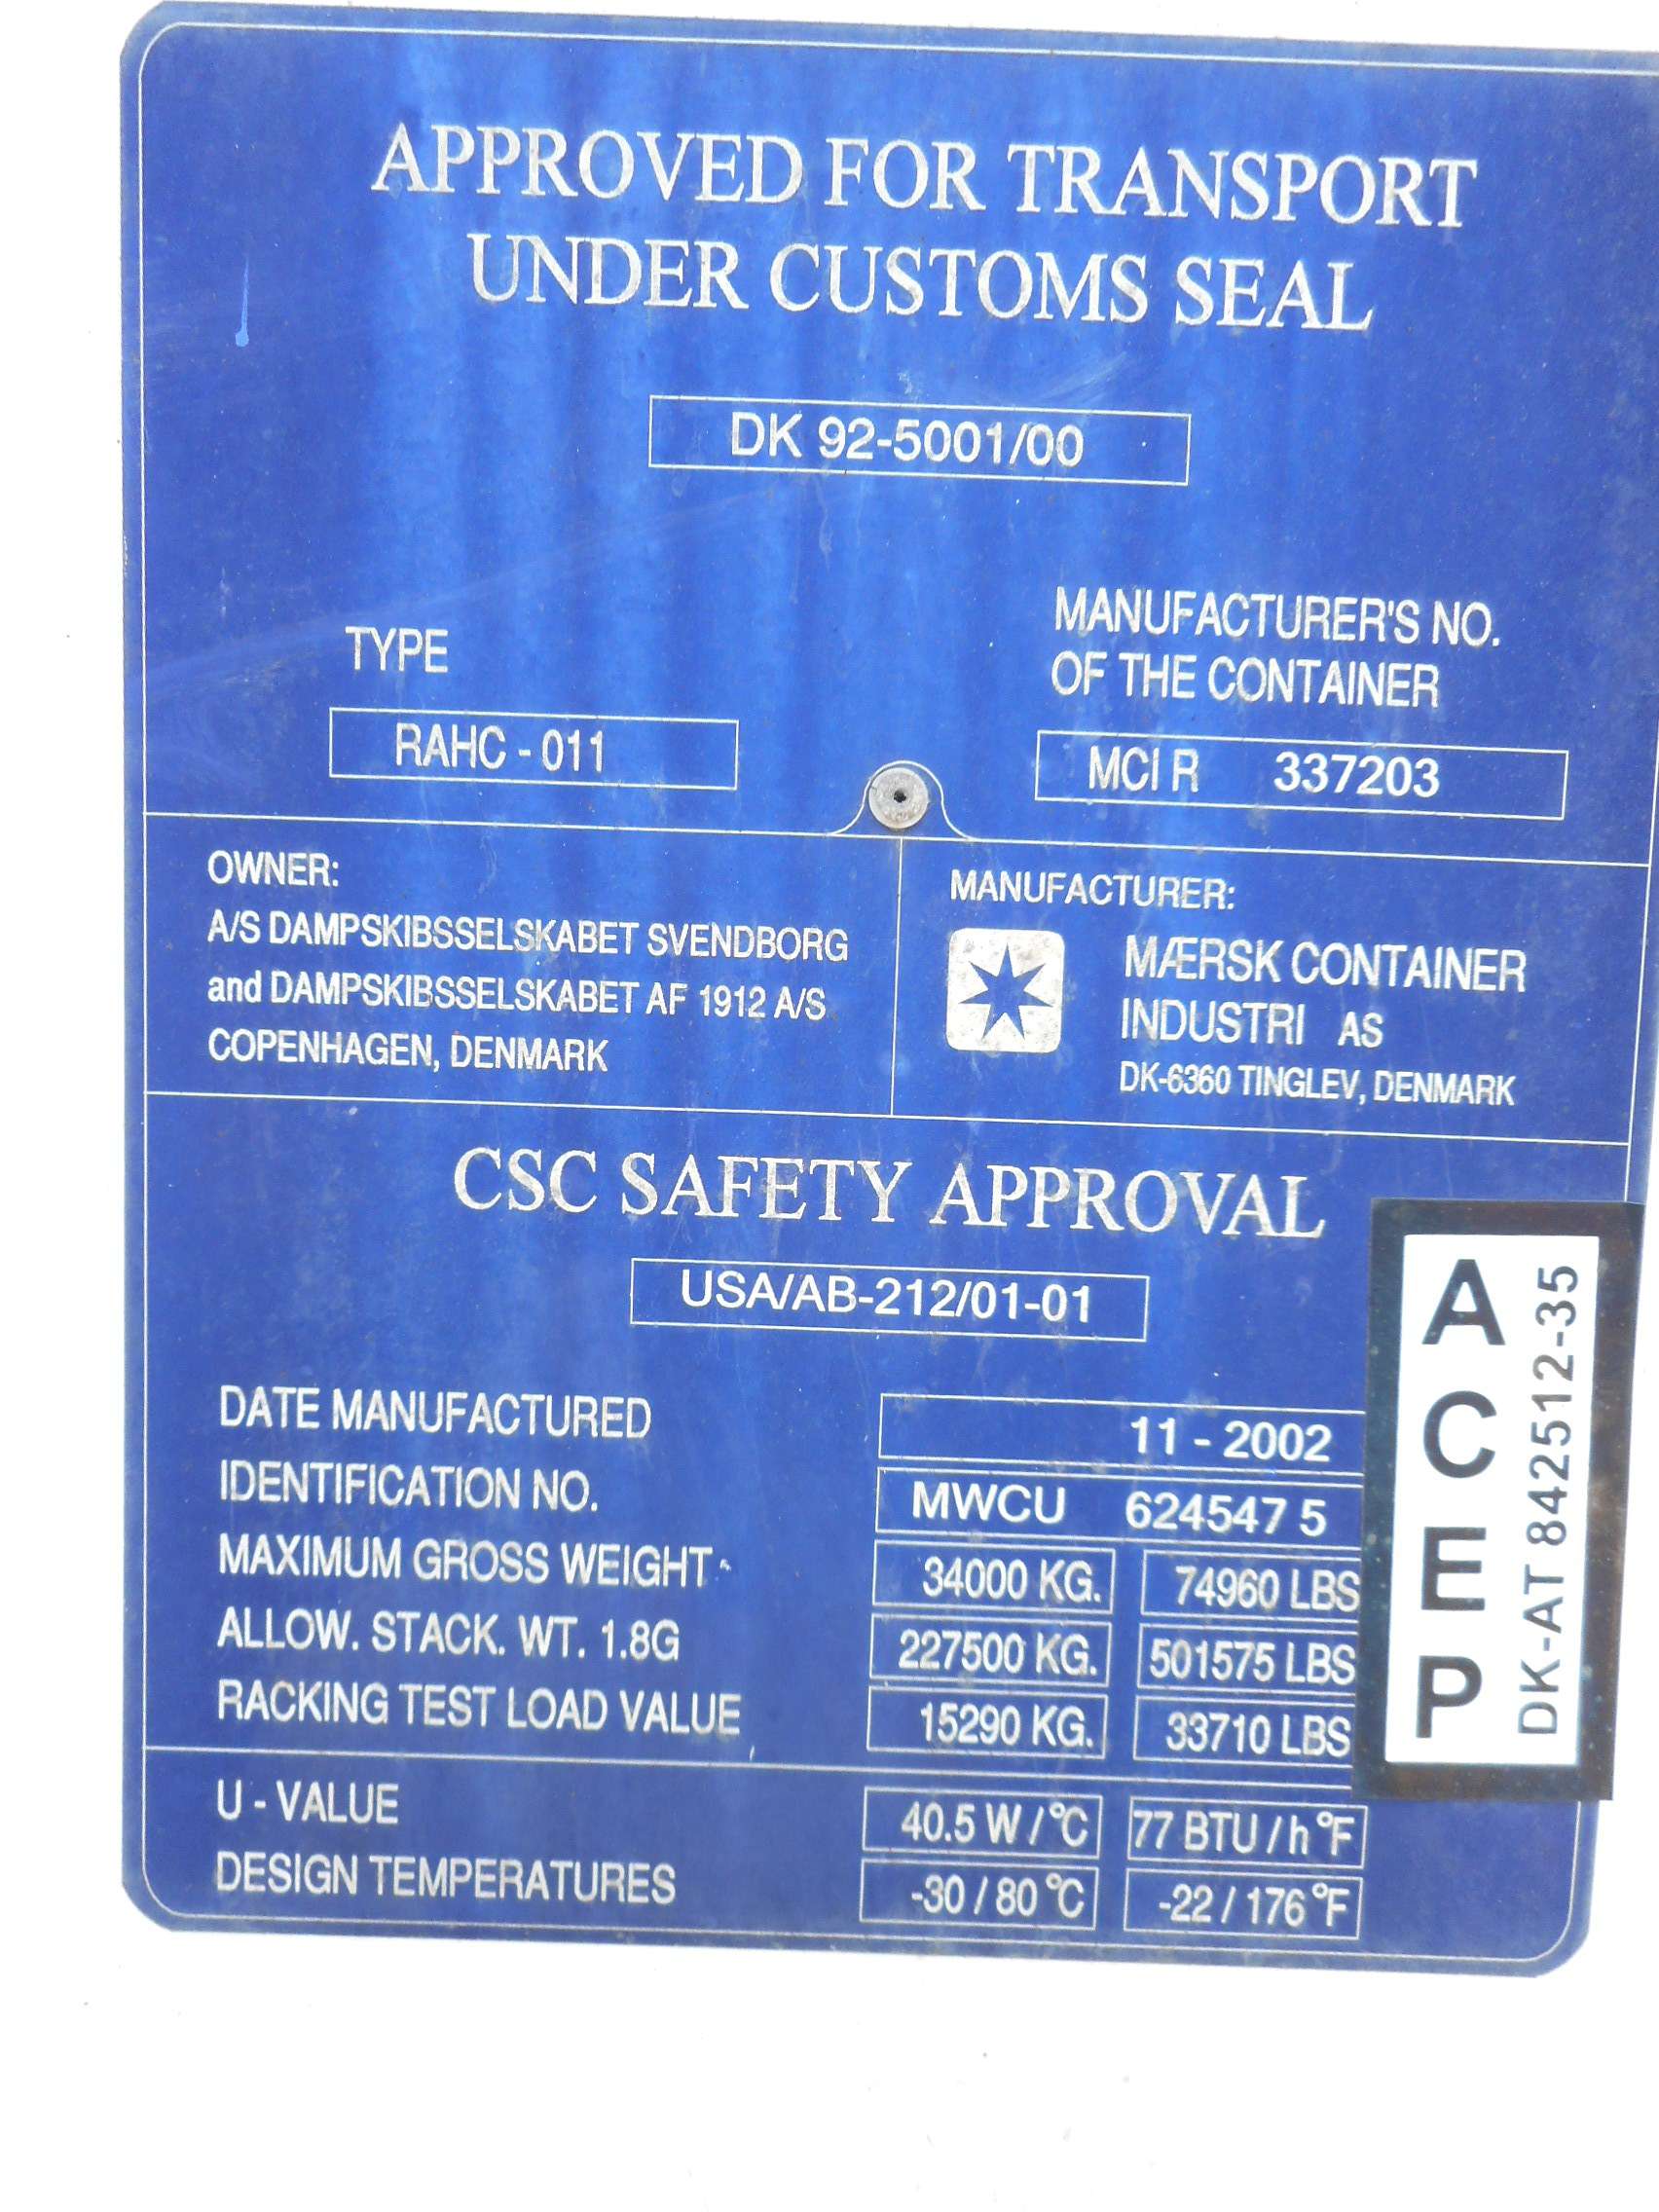 APPROVED FOR TRANSPORT
UNDER CUSTOMS SEAL
DK 92-5001/00
TYPE
RAHC - 011
MANUFACTURER'S NO.
OF THE CONTAINER
MCI R 337203
OWNER:
A/S DAMPSKIBSSELSKABET SVENDBORG
and DAMPSKIBSSELSKABET AF 1912 A/S
COPENHAGEN, DENMARK
MANUFACTURER:
MÆRSK CONTAINER
INDUSTRI AS
DK-6360 TINGLEV, DENMARK
CSC SAFETY APPROVAL
USA/AB-212/01-01
DATE MANUFACTURED 11 - 2002
IDENTIFICATION NO. MWCU 624547 5
MAXIMUM GROSS WEIGHT 34000 KG. 74960 LBS
ALLOW. STACK. WT. 1.8G 227500 KG. 501575 LBS
RACKING TEST LOAD VALUE 15290 KG. 33710 LBS
U - VALUE 40.5 W / °C 77 BTU / h °F
DESIGN TEMPERATURES -30 / 80 °C -22 / 176 °F
ACEP
DK-AT 842512-35